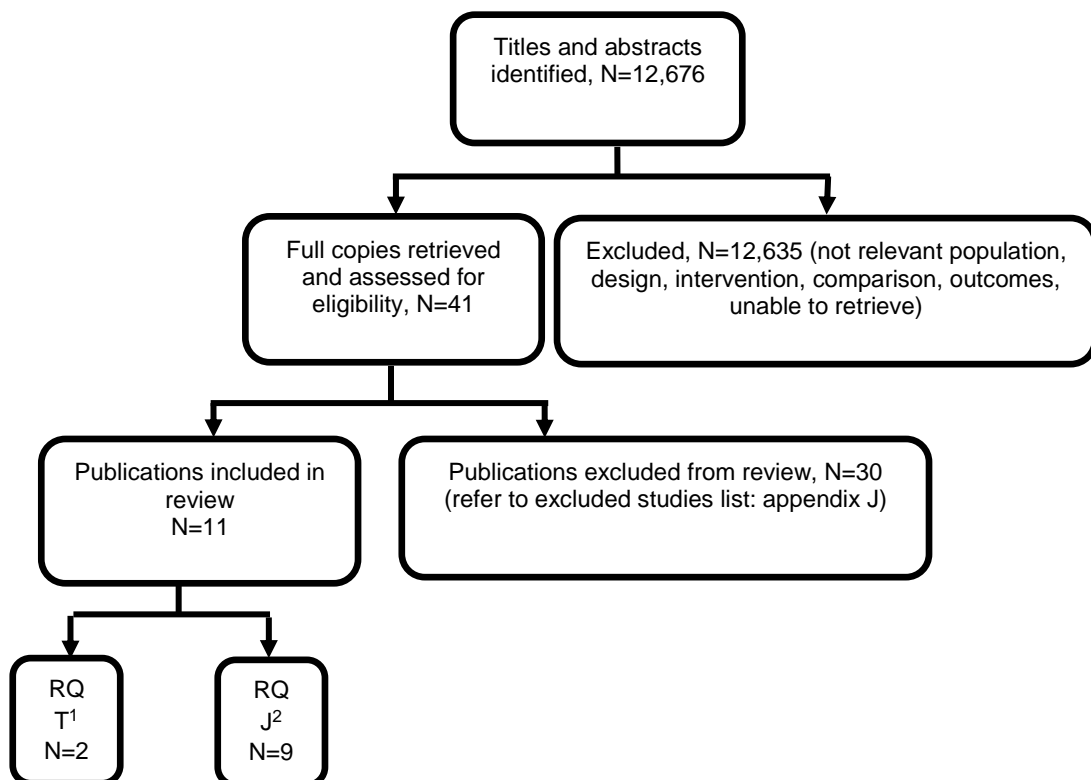 Titles and abstracts
identified, N=12,676
Full copies retrieved
and assessed for
eligibility, N=41
Excluded, N=12,635 (not relevant population,
design, intervention, comparison, outcomes,
unable to retrieve)
Publications included in
review
N=11
Publications excluded from review, N=30
(refer to excluded studies list: appendix J)
RQ
T¹
N=2
RQ
J²
N=9